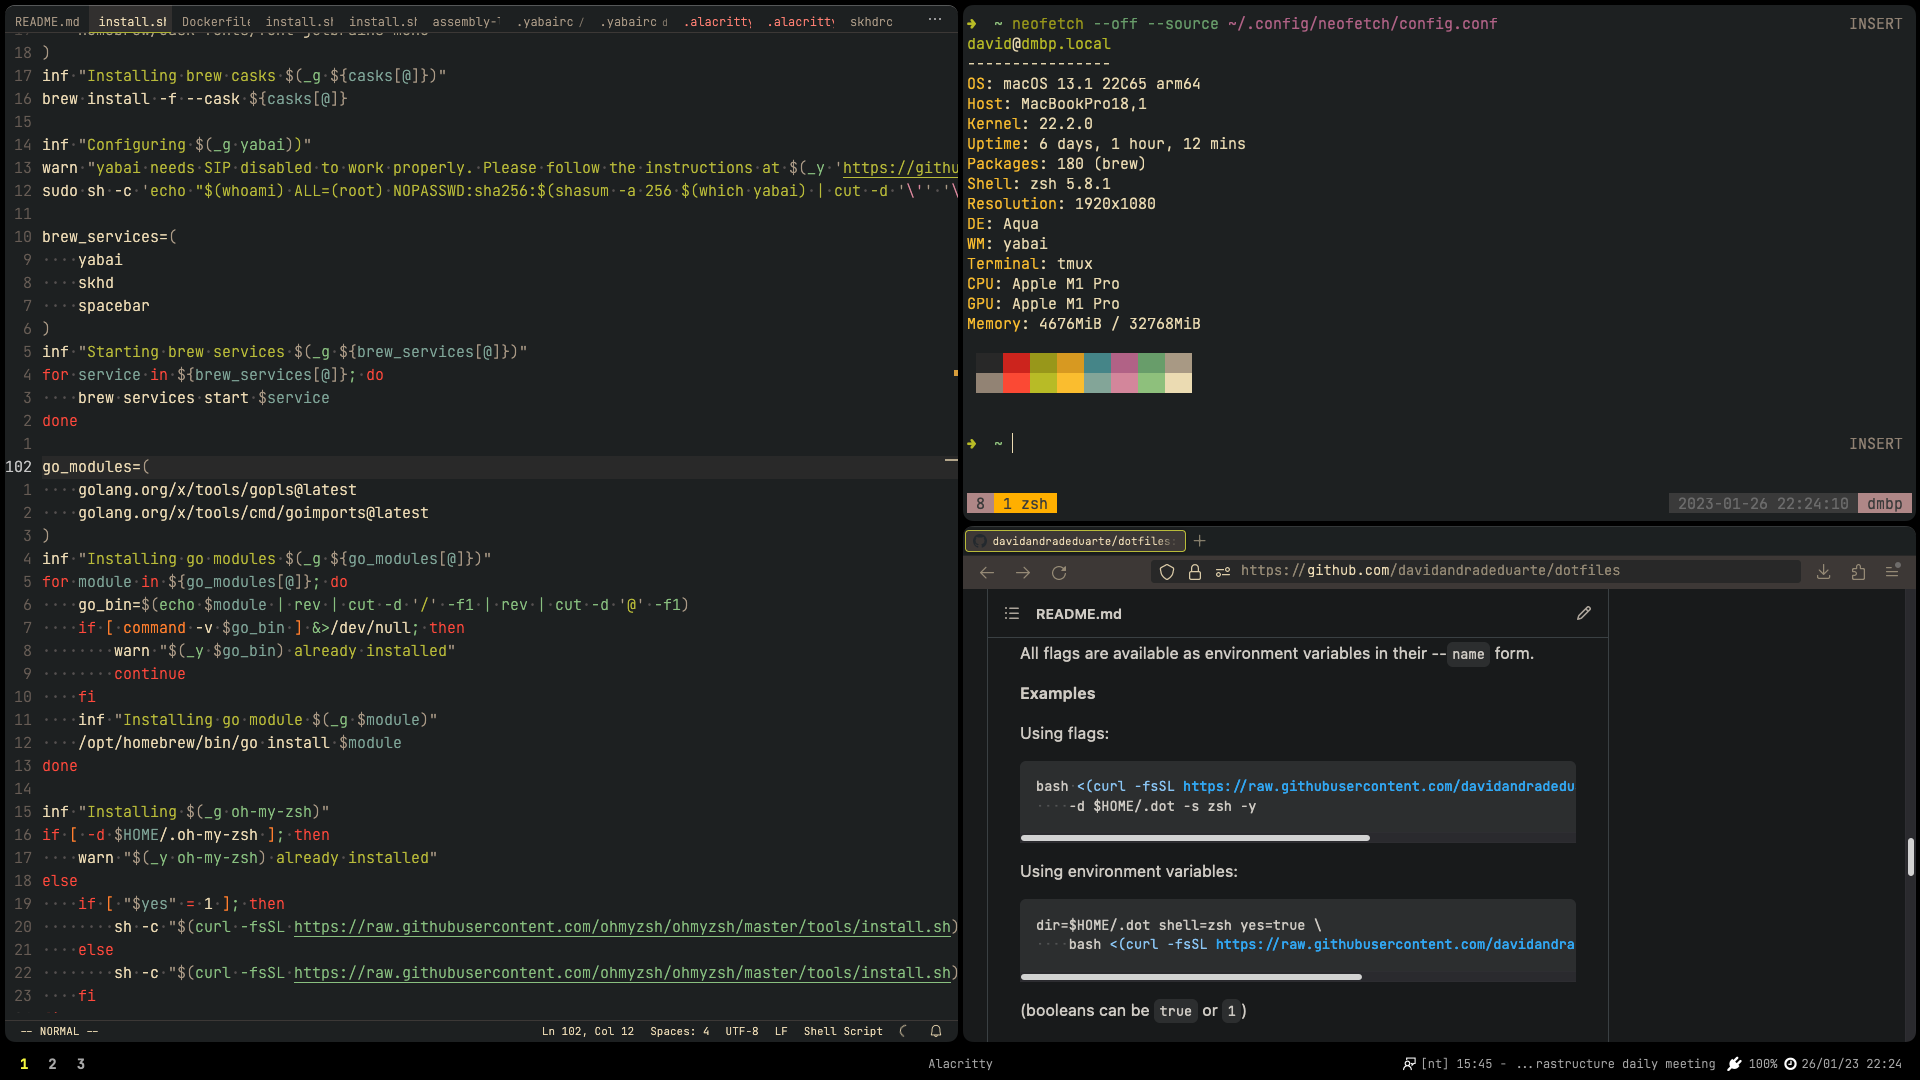 README.md install.sh Dockerfile install.sh install.sh assembly- .yabairc / .yabairc d .alacritty .alacritty skhdrc ...
18 )
17 inf "Installing brew casks $(_g ${casks[@]})"
16 brew install -f --cask ${casks[@]}
15
14 inf "Configuring $(_g yabai))"
13 warn "yabai needs SIP disabled to work properly. Please follow the instructions at $(_y 'https://githu
12 sudo sh -c 'echo "$(whoami) ALL=(root) NOPASSWD:sha256:$(shasum -a 256 $(which yabai) | cut -d '\'' '\
11
10 brew_services=(
9 ····yabai
8 ····skhd
7 ····spacebar
6 )
5 inf "Starting brew services $(_g ${brew_services[@]})"
4 for service in ${brew_services[@]}; do
3 ····brew services start $service
2 done
1
102 go_modules=(
1 ····golang.org/x/tools/gopls@latest
2 ····golang.org/x/tools/cmd/goimports@latest
3 )
4 inf "Installing go modules $(_g ${go_modules[@]})"
5 for module in ${go_modules[@]}; do
6 ····go_bin=$(echo $module | rev | cut -d '/' -f1 | rev | cut -d '@' -f1)
7 ····if [ command -v $go_bin ] &>/dev/null; then
8 ········warn "$(_y $go_bin) already installed"
9 ········continue
10 ····fi
11 ····inf "Installing go module $(_g $module)"
12 ····/opt/homebrew/bin/go install $module
13 done
14
15 inf "Installing $(_g oh-my-zsh)"
16 if [ -d $HOME/.oh-my-zsh ]; then
17 ····warn "$(_y oh-my-zsh) already installed"
18 else
19 ····if [ "$yes" = 1 ]; then
20 ········sh -c "$(curl -fsSL https://raw.githubusercontent.com/ohmyzsh/ohmyzsh/master/tools/install.sh)
21 ····else
22 ········sh -c "$(curl -fsSL https://raw.githubusercontent.com/ohmyzsh/ohmyzsh/master/tools/install.sh)
23 ····fi
-- NORMAL -- Ln 102, Col 12 Spaces: 4 UTF-8 LF Shell Script
➜ ~ neofetch --off --source ~/.config/neofetch/config.conf INSERT
david@dmbp.local
----------------
OS: macOS 13.1 22C65 arm64
Host: MacBookPro18,1
Kernel: 22.2.0
Uptime: 6 days, 1 hour, 12 mins
Packages: 180 (brew)
Shell: zsh 5.8.1
Resolution: 1920x1080
DE: Aqua
WM: yabai
Terminal: tmux
CPU: Apple M1 Pro
GPU: Apple M1 Pro
Memory: 4676MiB / 32768MiB
➜ ~ INSERT
8 1 zsh 2023-01-26 22:24:10 dmbp
davidandradeduarte/dotfiles: +
https://github.com/davidandradeduarte/dotfiles
README.md
All flags are available as environment variables in their --name form.
Examples
Using flags:
bash <(curl -fsSL https://raw.githubusercontent.com/davidandradedu
····-d $HOME/.dot -s zsh -y
Using environment variables:
dir=$HOME/.dot shell=zsh yes=true \
····bash <(curl -fsSL https://raw.githubusercontent.com/davidandra
(booleans can be true or 1)
1 2 3 Alacritty [nt] 15:45 - ...rastructure daily meeting 100% 26/01/23 22:24